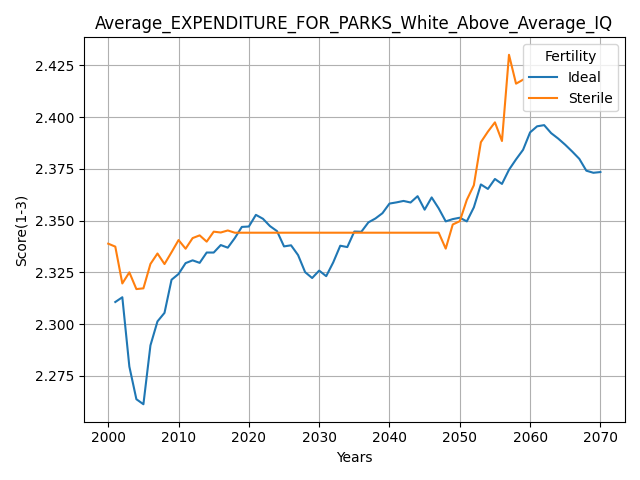 Average_EXPENDITURE_FOR_PARKS_White_Above_Average_IQ
Fertility
Ideal
Sterile
2.425
2.400
2.375
2.350
2.325
2.300
2.275
Score(1-3)
2000 2010 2020 2030 2040 2050 2060 2070
Years